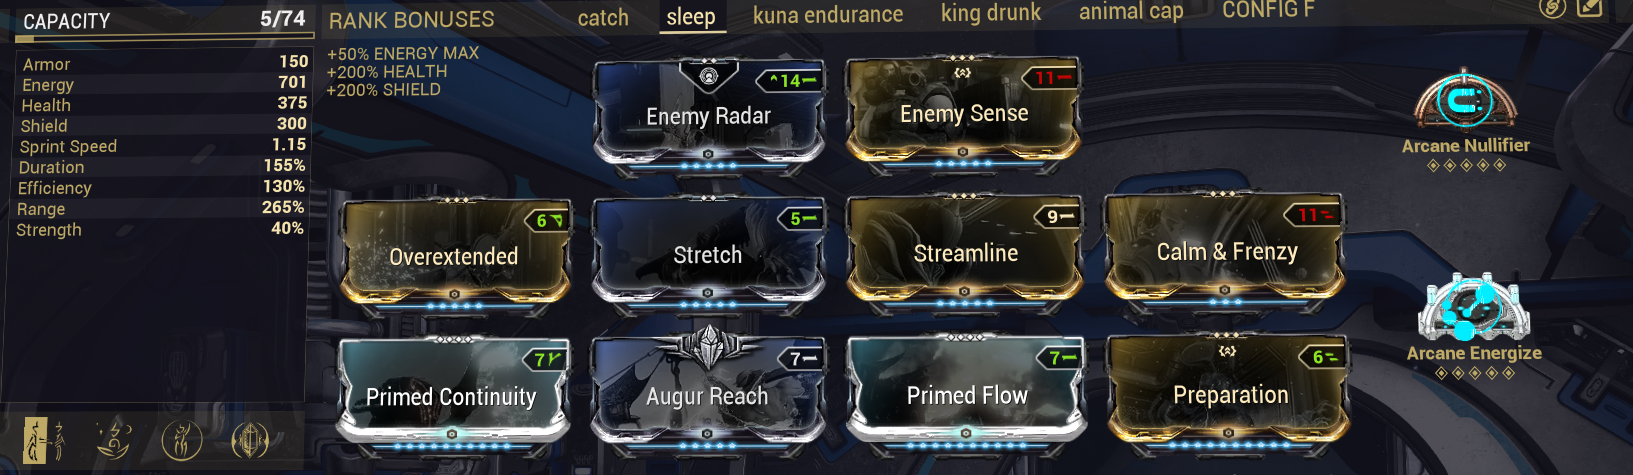 CAPACITY 5/74
RANK BONUSES
catch sleep kuna endurance king drunk animal cap CONFIG F
+50% ENERGY MAX
+200% HEALTH
+200% SHIELD
Armor 150
Energy 701
Health 375
Shield 300
Sprint Speed 1.15
Duration 155%
Efficiency 130%
Range 265%
Strength 40%
14
Enemy Radar
11
Enemy Sense
Arcane Nullifier
6
Overextended
5
Stretch
9
Streamline
11
Calm & Frenzy
Arcane Energize
7
Primed Continuity
7
Augur Reach
7
Primed Flow
6
Preparation